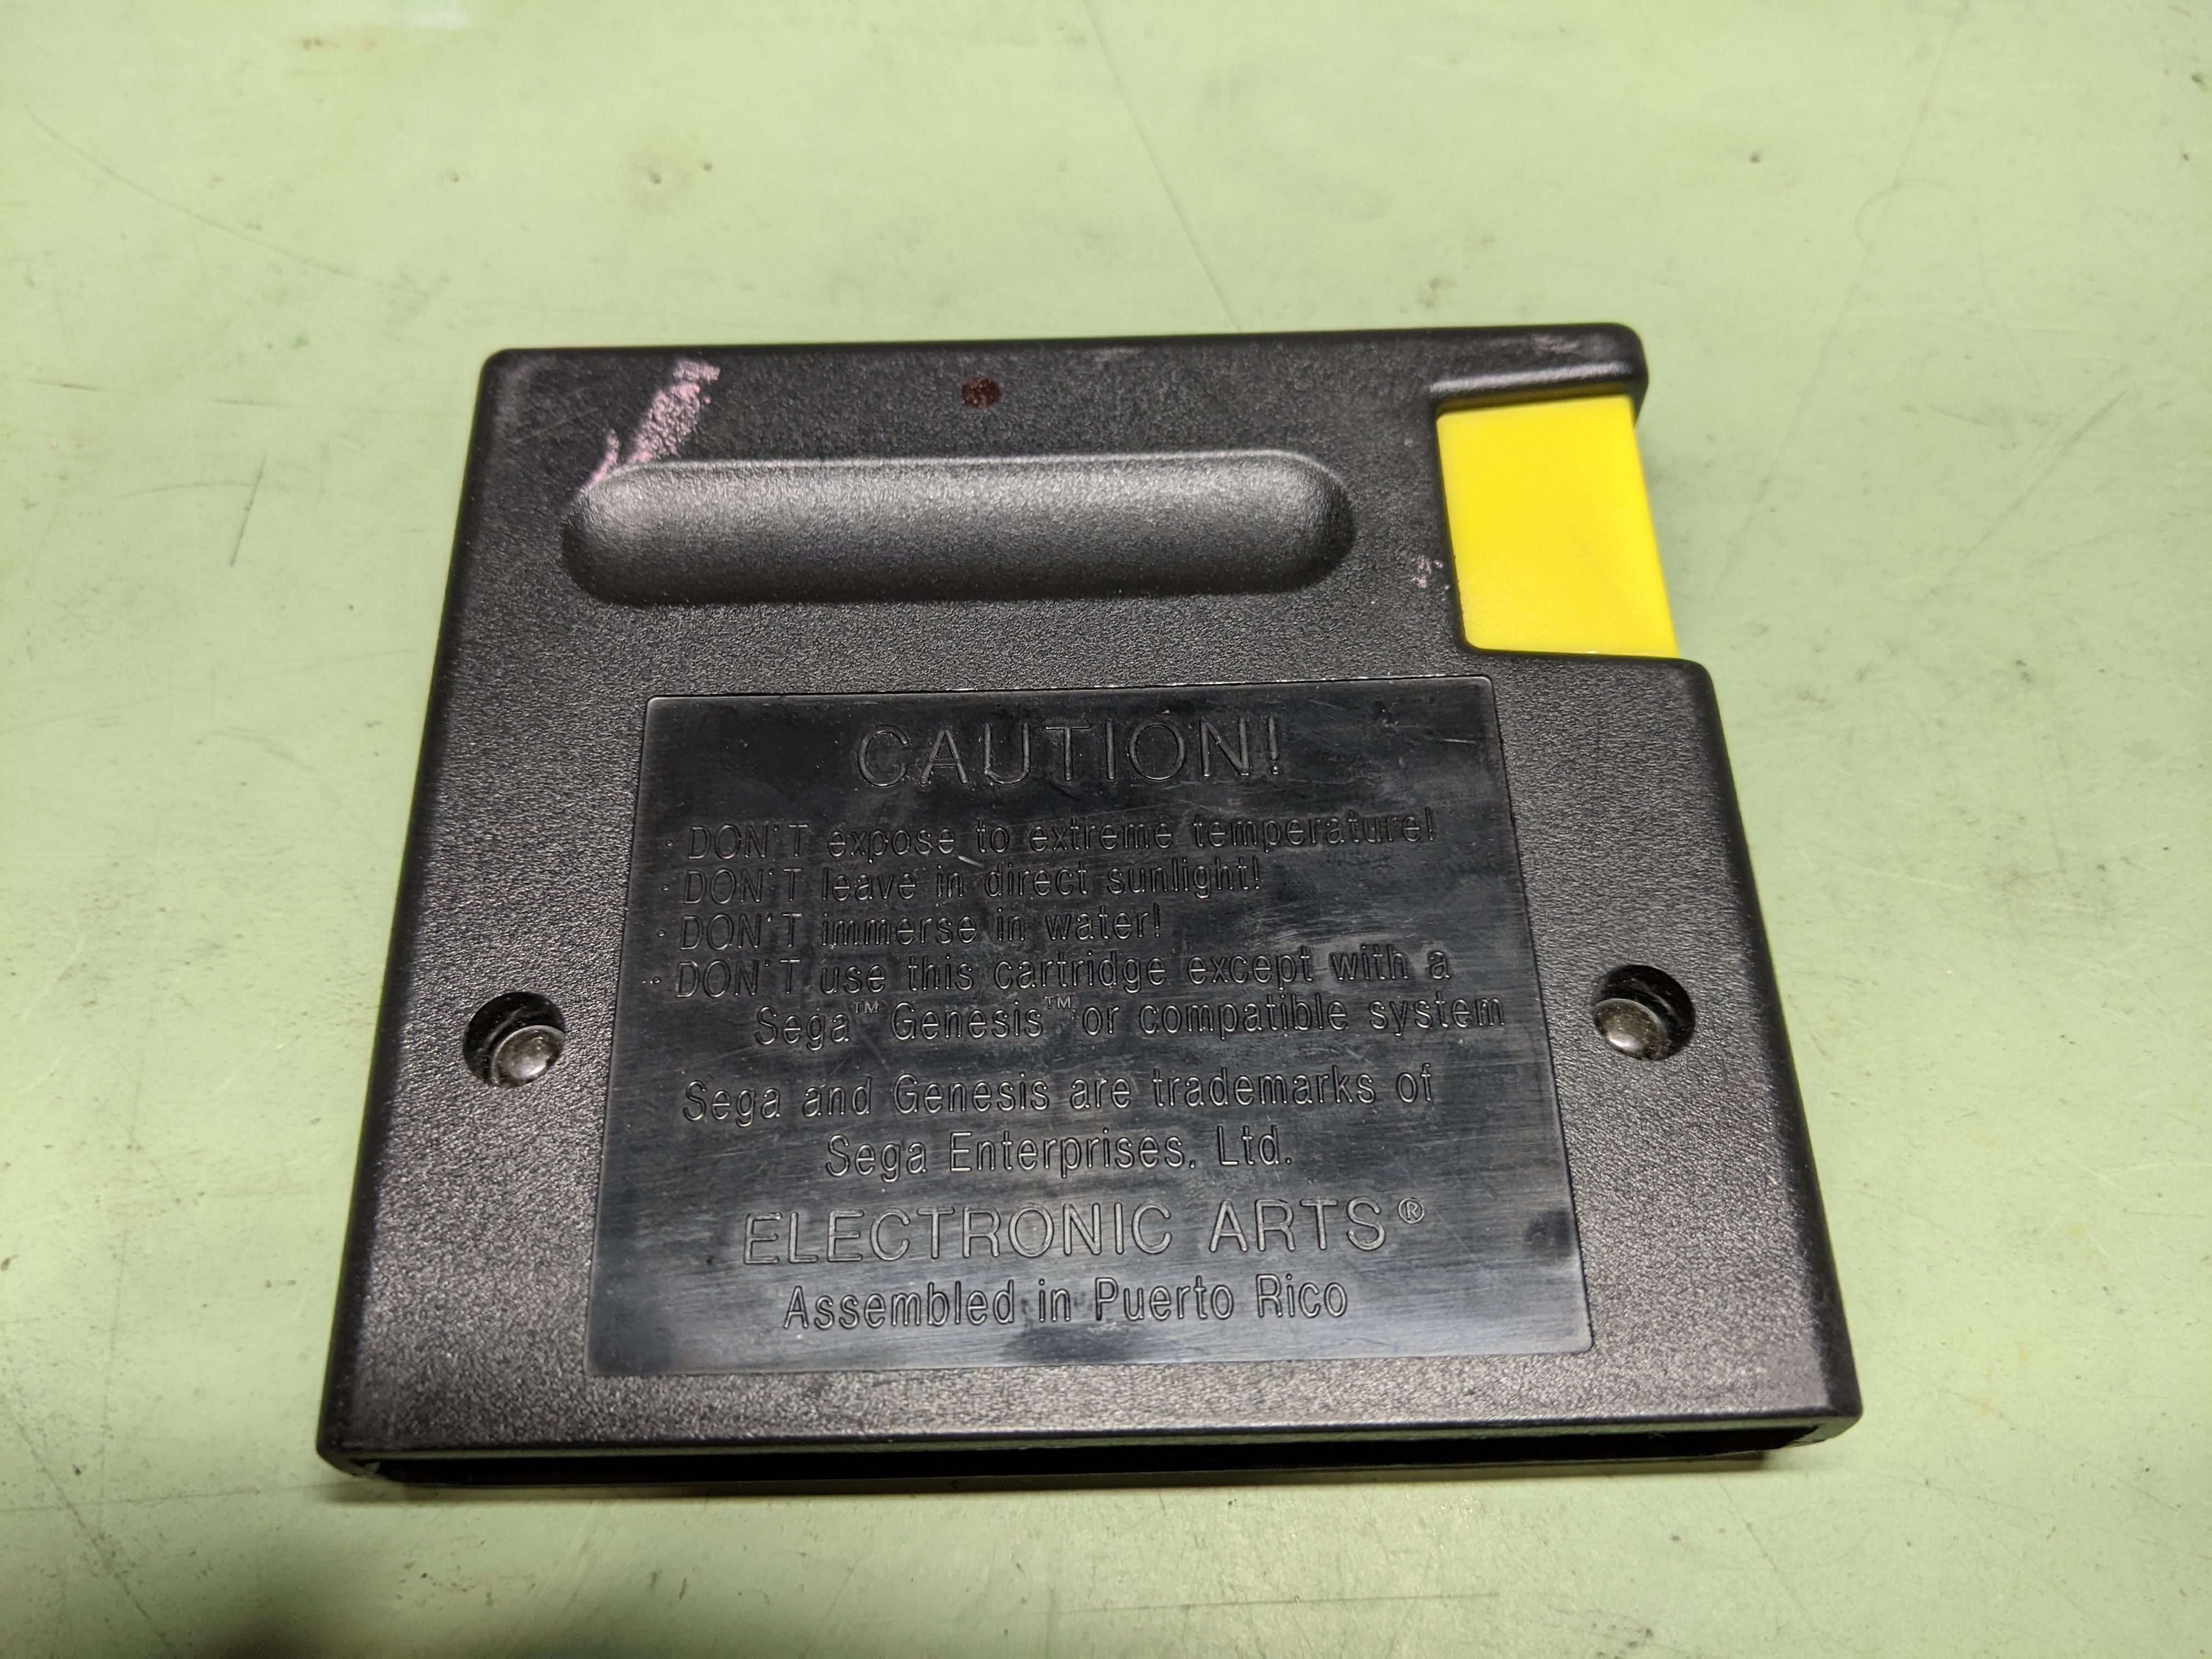 CAUTION!
· DON'T expose to extreme temperature!
· DON'T leave in direct sunlight!
· DON'T immerse in water!
· DON'T use this cartridge except with a
Sega™ Genesis™ or compatible system
Sega and Genesis are trademarks of
Sega Enterprises, Ltd.
ELECTRONIC ARTS®
Assembled in Puerto Rico